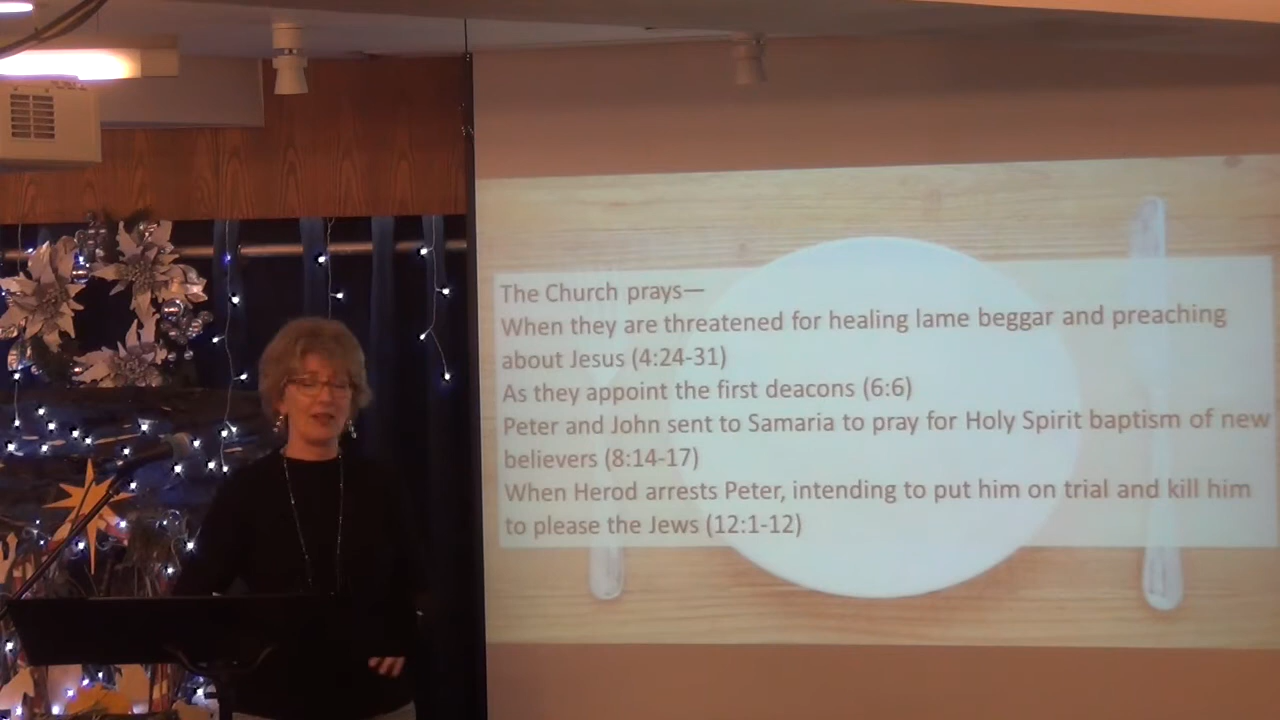 The Church prays—
When they are threatened for healing lame beggar and preaching
about Jesus (4:24-31)
As they appoint the first deacons (6:6)
Peter and John sent to Samaria to pray for Holy Spirit baptism of new
believers (8:14-17)
When Herod arrests Peter, intending to put him on trial and kill him
to please the Jews (12:1-12)